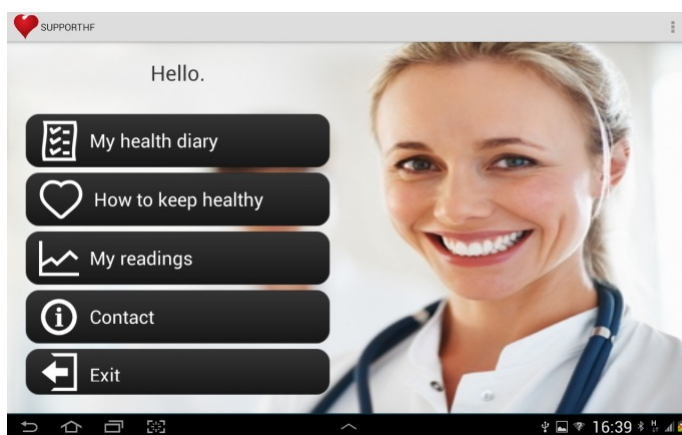 SUPPORTHF
Hello.
My health diary
How to keep healthy
My readings
Contact
Exit
16:39
H